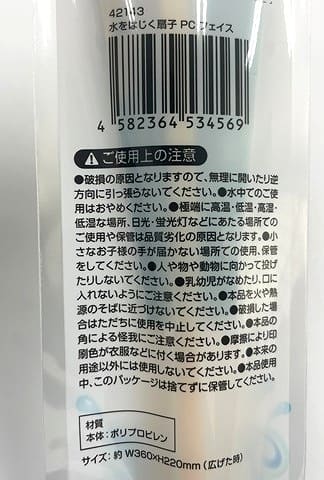 42143
水をはじく扇子 PC フェイス
4 582364 534569
ご使用上の注意
●破損の原因となりますので、無理に開いたり逆
方向に引っ張らないでください。●水中でのご使
用はおやめください。●極端に高温・低温・高湿・
低湿な場所、日光・蛍光灯などにあたる場所での
ご使用や保管は品質劣化の原因となります。●小
さなお子様の手が届かない場所での使用、保管
をしてください。●人や物や動物に向かって投げ
たりしないでください。●乳幼児がなめたり、口に
入れないようにご注意ください。●本品を火や熱
源のそばに近づけないでください。●破損した場
合はただちに使用を中止してください。●本品の
角による怪我にご注意ください。●摩擦により印
刷色が衣服などに付く場合があります。●本来の
用途以外には使用しないでください。●本品使用
中、このパッケージは捨てずに保管してください。
材質
本体：ポリプロピレン
サイズ：約 W360×H220mm（広げた時）